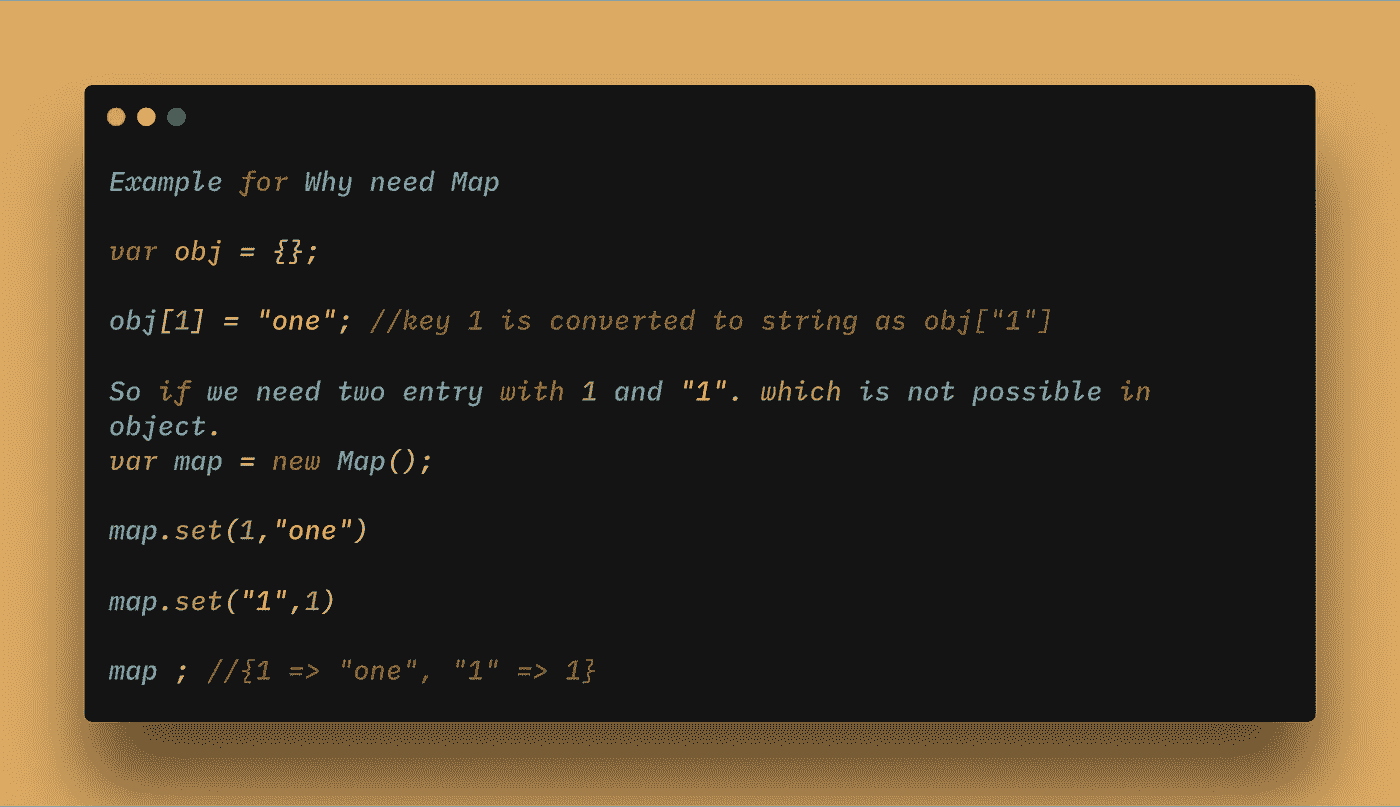 Example for Why need Map
var obj = {};
obj[1] = "one"; //key 1 is converted to string as obj["1"]
So if we need two entry with 1 and "1". which is not possible in
object.
var map = new Map();
map.set(1,"one")
map.set("1",1)
map ; //{1 => "one", "1" => 1}